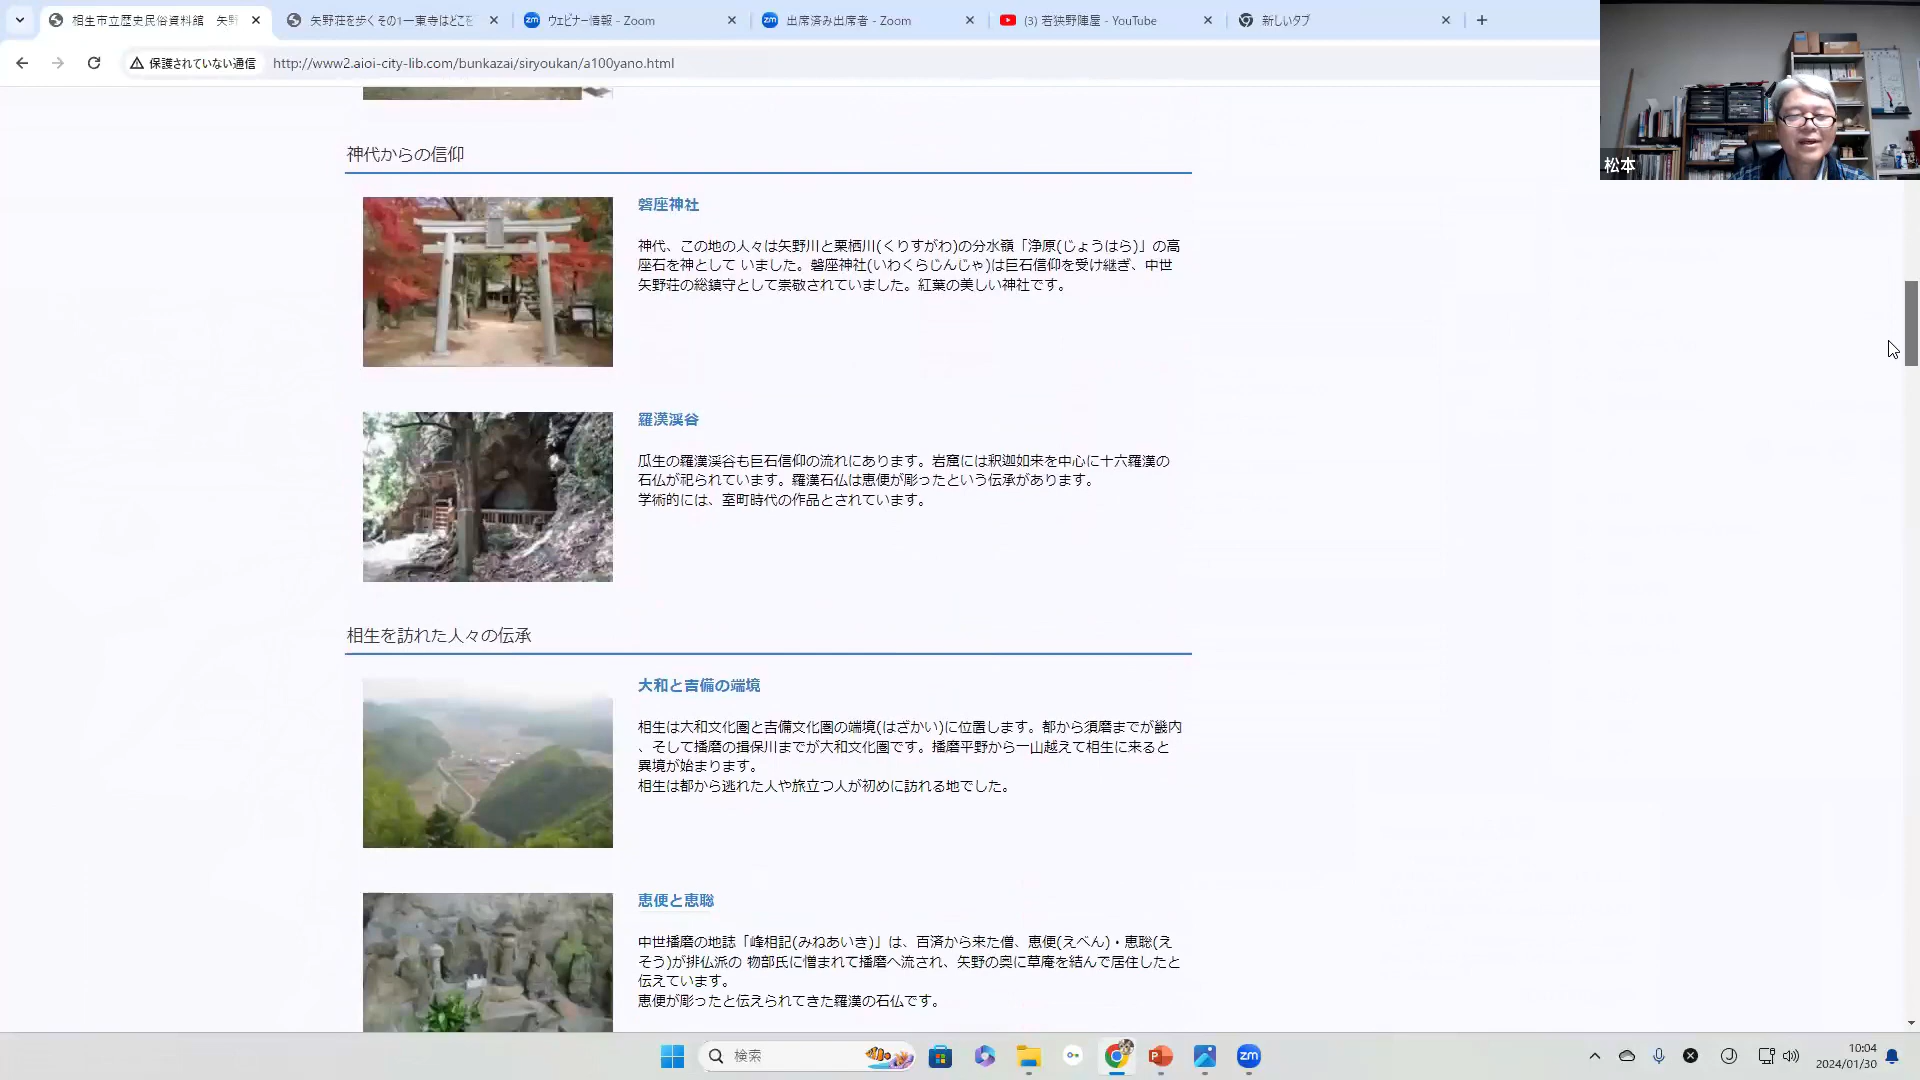 相生市立歴史民俗資料館　矢野
矢野荘を歩くその1ー東寺はどこを
ウェビナー情報 - Zoom
出席済み出席者 - Zoom
(3) 若狭野陣屋 - YouTube
新しいタブ
保護されていない通信
http://www2.aioi-city-lib.com/bunkazai/siryoukan/a100yano.html
松本
神代からの信仰
磐座神社
神代、この地の人々は矢野川と栗栖川(くりすがわ)の分水嶺「浄原(じょうはら)」の高
座石を神として いました。磐座神社(いわくらじんじゃ)は巨石信仰を受け継ぎ、中世
矢野荘の総鎮守として崇敬されていました。紅葉の美しい神社です。
羅漢渓谷
瓜生の羅漢渓谷も巨石信仰の流れにあります。岩窟には釈迦如来を中心に十六羅漢の
石仏が祀られています。羅漢石仏は恵便が彫ったという伝承があります。
学術的には、室町時代の作品とされています。
相生を訪れた人々の伝承
大和と吉備の端境
相生は大和文化圏と吉備文化圏の端境(はざかい)に位置します。都から須磨までが畿内
、そして播磨の揖保川までが大和文化圏です。播磨平野から一山越えて相生に来ると
異境が始まります。
相生は都から逃れた人や旅立つ人が初めに訪れる地でした。
恵便と恵聡
中世播磨の地誌「峰相記(みねあいき)」は、百済から来た僧、恵便(えべん)・恵聡(え
そう)が排仏派の 物部氏に憎まれて播磨へ流され、矢野の奥に草庵を結んで居住したと
伝えています。
恵便が彫ったと伝えられてきた羅漢の石仏です。
検索
zm
10:04
2024/01/30